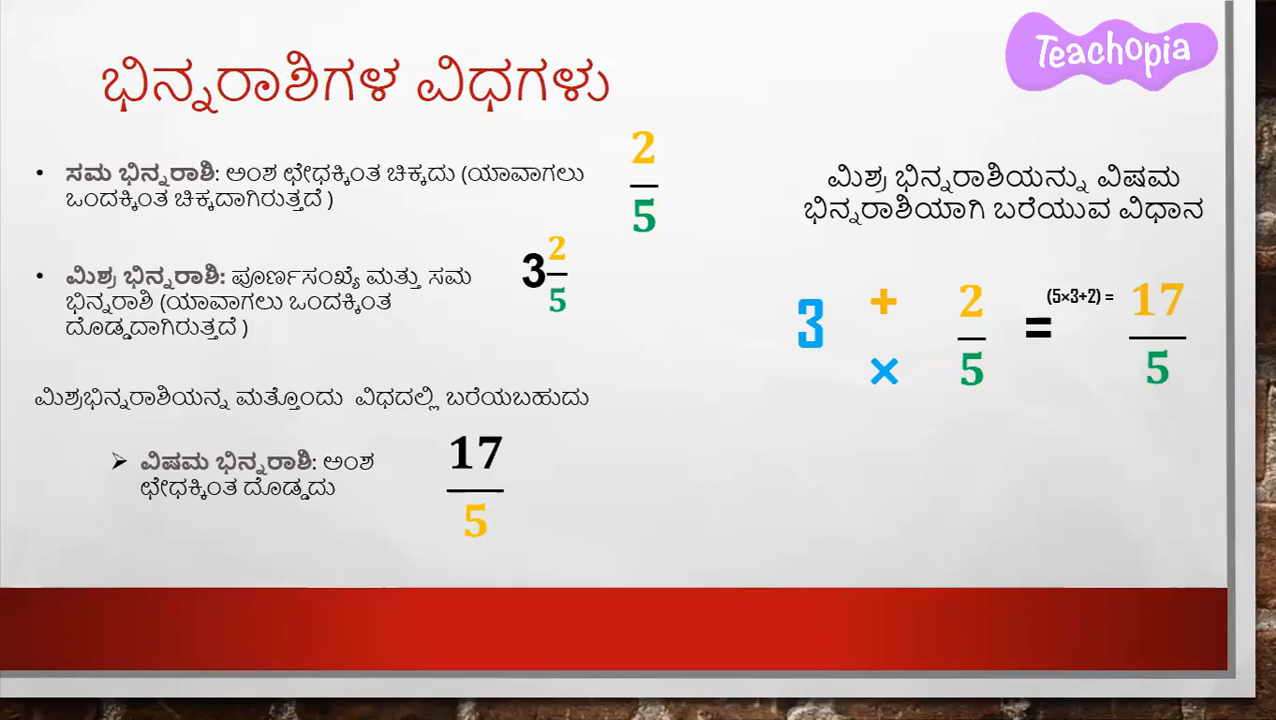 ಭಿನ್ನರಾಶಿಗಳ ವಿಧಗಳು
Teachopia
• ಸಮ ಭಿನ್ನರಾಶಿ: ಅಂಶ ಛೇಧಕ್ಕಿಂತ ಚಿಕ್ಕದು (ಯಾವಾಗಲು
ಒಂದಕ್ಕಿಂತ ಚಿಕ್ಕದಾಗಿರುತ್ತದೆ )
2
5
• ಮಿಶ್ರ ಭಿನ್ನರಾಶಿ: ಪೂರ್ಣಸಂಖ್ಯೆ ಮತ್ತು ಸಮ
ಭಿನ್ನರಾಶಿ (ಯಾವಾಗಲು ಒಂದಕ್ಕಿಂತ
ದೊಡ್ಡದಾಗಿರುತ್ತದೆ )
3 2
5
ಮಿಶ್ರಭಿನ್ನರಾಶಿಯನ್ನ ಮತ್ತೊಂದು ವಿಧದಲ್ಲಿ ಬರೆಯಬಹುದು
➢ ವಿಷಮ ಭಿನ್ನರಾಶಿ: ಅಂಶ
ಛೇಧಕ್ಕಿಂತ ದೊಡ್ಡದು
17
5
ಮಿಶ್ರ ಭಿನ್ನರಾಶಿಯನ್ನು ವಿಷಮ
ಭಿನ್ನರಾಶಿಯಾಗಿ ಬರೆಯುವ ವಿಧಾನ
+ 2 (5×3+2) = 17
3 =
× 5 5